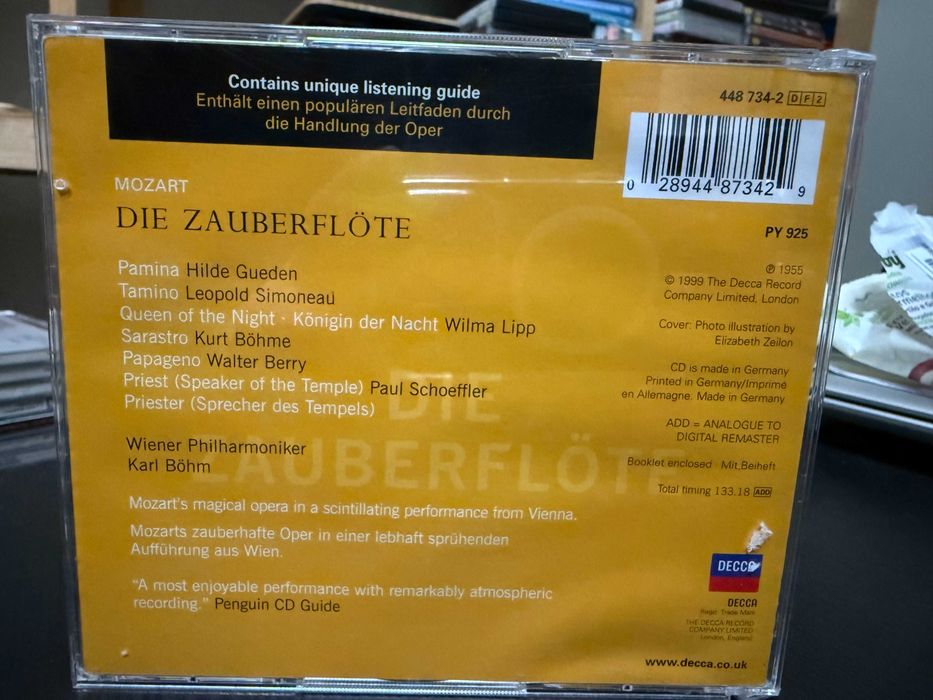 Contains unique listening guide
Enthält einen populären Leitfaden durch
die Handlung der Oper
448 734-2 DF2
0 28944 87342 9
PY 925
MOZART
DIE ZAUBERFLÖTE
Pamina Hilde Gueden
Tamino Leopold Simoneau
Queen of the Night · Königin der Nacht Wilma Lipp
Sarastro Kurt Böhme
Papageno Walter Berry
Priest (Speaker of the Temple) Paul Schoeffler
Priester (Sprecher des Tempels)
Wiener Philharmoniker
Karl Böhm
Mozart's magical opera in a scintillating performance from Vienna.
Mozarts zauberhafte Oper in einer lebhaft sprühenden
Aufführung aus Wien.
"A most enjoyable performance with remarkably atmospheric
recording." Penguin CD Guide
℗ 1955
© 1999 The Decca Record
Company Limited, London
Cover: Photo illustration by
Elizabeth Zeilon
CD is made in Germany
Printed in Germany/Imprimé
en Allemagne. Made in Germany
ADD = ANALOGUE TO
DIGITAL REMASTER
Booklet enclosed · Mit Beiheft
Total timing 133.18 ADD
DIE
ZAUBERFLÖTE
DECCA
DECCA
Regd. Trade Mark
THE DECCA RECORD
COMPANY LIMITED
London, England
www.decca.co.uk